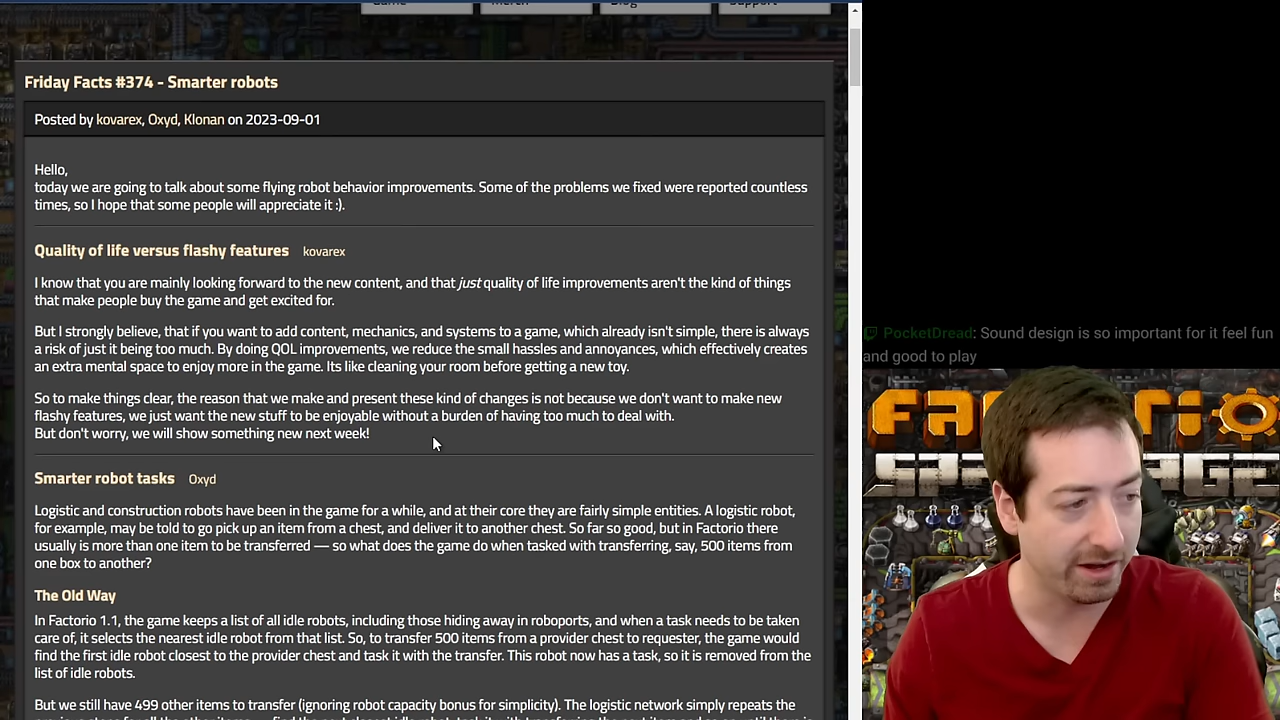 Friday Facts #374 - Smarter robots
Posted by kovarex, Oxyd, Klonan on 2023-09-01
Hello,
today we are going to talk about some flying robot behavior improvements. Some of the problems we fixed were reported countless
times, so I hope that some people will appreciate it :).
Quality of life versus flashy features kovarex
I know that you are mainly looking forward to the new content, and that just quality of life improvements aren't the kind of things
that make people buy the game and get excited for.
But I strongly believe, that if you want to add content, mechanics, and systems to a game, which already isn't simple, there is always
a risk of just it being too much. By doing QOL improvements, we reduce the small hassles and annoyances, which effectively creates
an extra mental space to enjoy more in the game. Its like cleaning your room before getting a new toy.
So to make things clear, the reason that we make and present these kind of changes is not because we don't want to make new
flashy features, we just want the new stuff to be enjoyable without a burden of having too much to deal with.
But don't worry, we will show something new next week!
Smarter robot tasks Oxyd
Logistic and construction robots have been in the game for a while, and at their core they are fairly simple entities. A logistic robot,
for example, may be told to go pick up an item from a chest, and deliver it to another chest. So far so good, but in Factorio there
usually is more than one item to be transferred — so what does the game do when tasked with transferring, say, 500 items from
one box to another?
The Old Way
In Factorio 1.1, the game keeps a list of all idle robots, including those hiding away in roboports, and when a task needs to be taken
care of, it selects the nearest idle robot from that list. So, to transfer 500 items from a provider chest to requester, the game would
find the first idle robot closest to the provider chest and task it with the transfer. This robot now has a task, so it is removed from the
list of idle robots.
But we still have 499 other items to transfer (ignoring robot capacity bonus for simplicity). The logistic network simply repeats the
PocketDread: Sound design is so important for it feel fun
and good to play